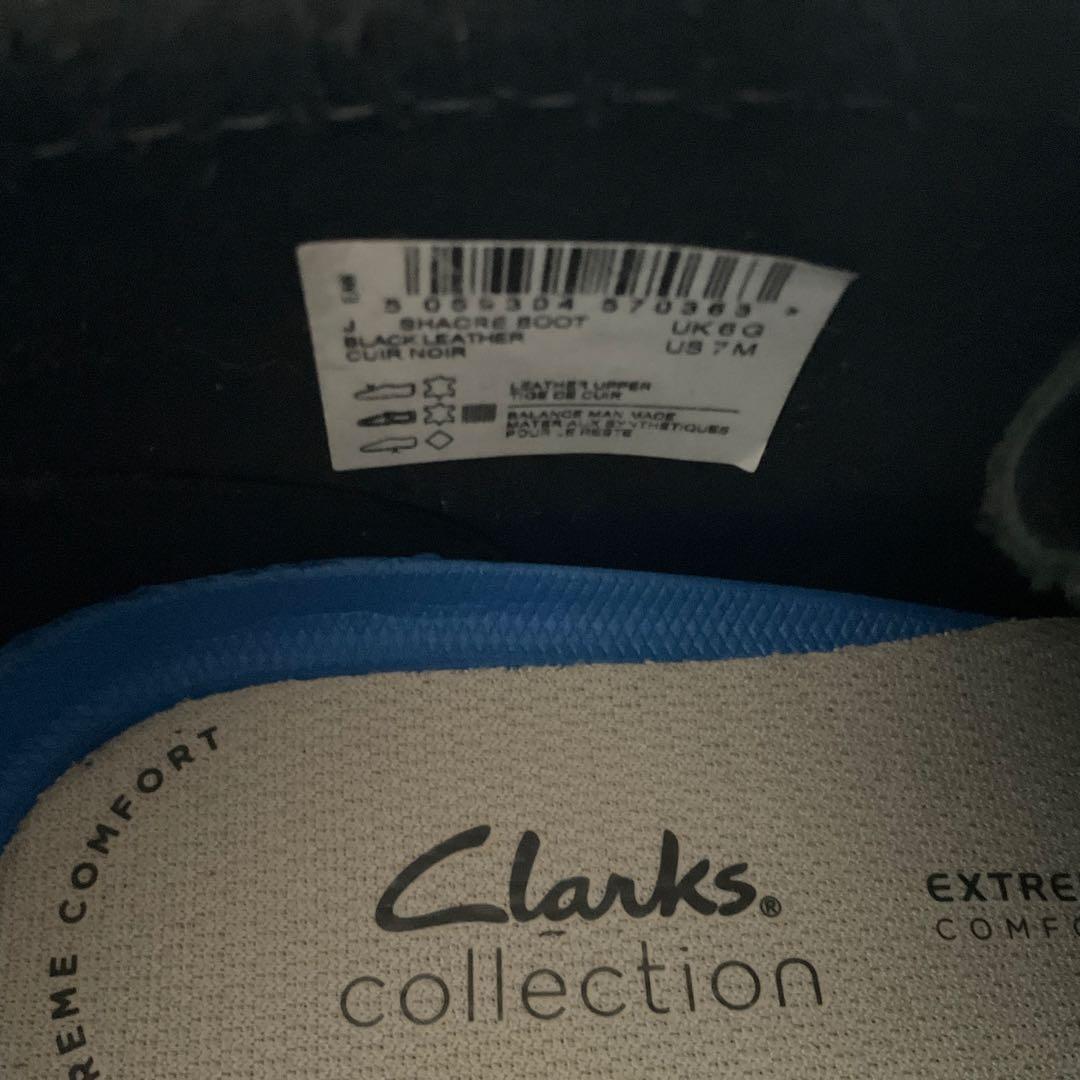 5 059304 570363 >
J SHACRE BOOT UK 6 G
BLACK LEATHER US 7 M
CUIR NOIR
LEATHER UPPER
TIGE DE CUIR
BALANCE MAN MADE
MATERIAUX SYNTHETIQUES
POUR LE RESTE
REME COMFORT
Clarks®
collection
EXTRE
COMFO